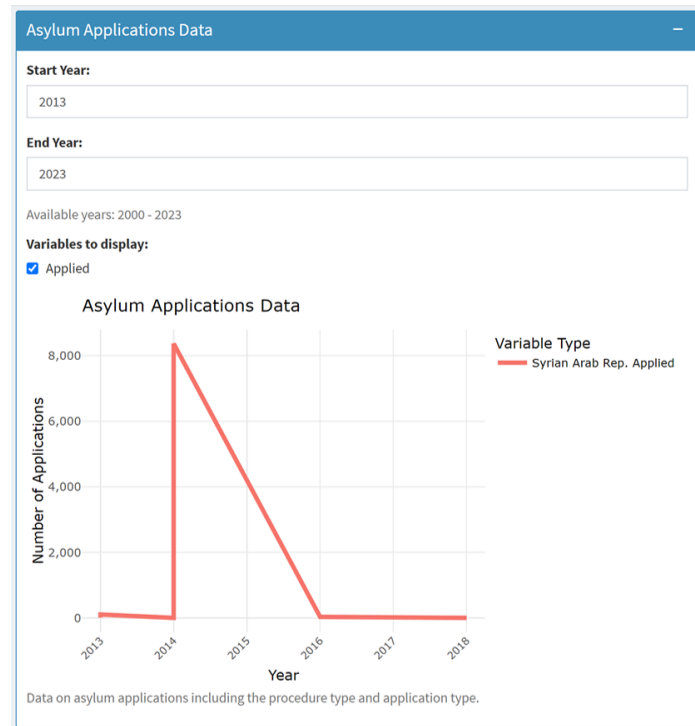 Asylum Applications Data
Start Year:
2013
End Year:
2023
Available years: 2000 - 2023
Variables to display:
Applied
Asylum Applications Data
Variable Type
Syrian Arab Rep. Applied
Number of Applications
8,000
6,000
4,000
2,000
0
2013 2014 2015 2016 2017 2018
Year
Data on asylum applications including the procedure type and application type.